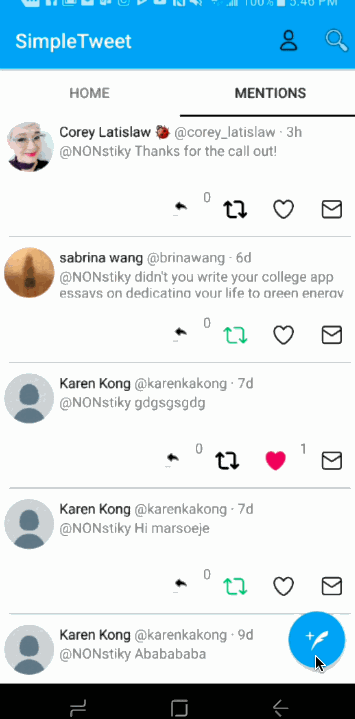 100% 5:46 PM
SimpleTweet
HOME MENTIONS
Corey Latislaw 🐞 @corey_latislaw · 3h
@NONstiky Thanks for the call out!
0
sabrina wang @brinawang · 6d
@NONstiky didn't you write your college app
essays on dedicating your life to green energy
0
Karen Kong @karenkakong · 7d
@NONstiky gdgsgsgdg
0 1
Karen Kong @karenkakong · 7d
@NONstiky Hi marsoeje
0
Karen Kong @karenkakong · 9d
@NONstiky Ababababa